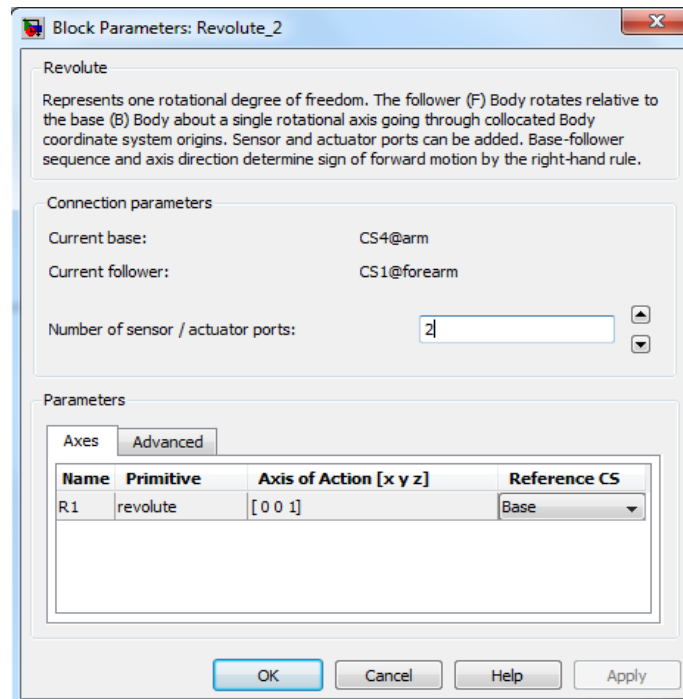 Block Parameters: Revolute_2
Revolute
Represents one rotational degree of freedom. The follower (F) Body rotates relative to
the base (B) Body about a single rotational axis going through collocated Body
coordinate system origins. Sensor and actuator ports can be added. Base-follower
sequence and axis direction determine sign of forward motion by the right-hand rule.
Connection parameters
Current base: CS4@arm
Current follower: CS1@forearm
Number of sensor / actuator ports: 2
Parameters
Axes Advanced
Name Primitive Axis of Action [x y z] Reference CS
R1 revolute [ 0 0 1] Base
OK Cancel Help Apply